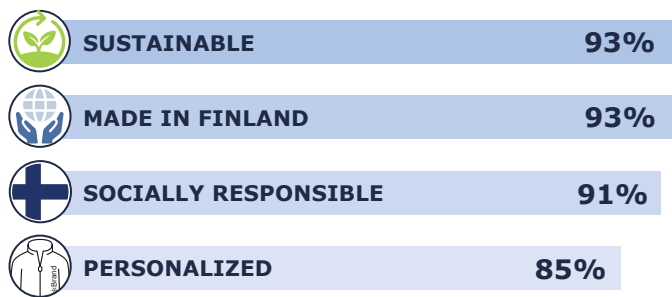 SUSTAINABLE 93%
MADE IN FINLAND 93%
SOCIALLY RESPONSIBLE 91%
PERSONALIZED 85%